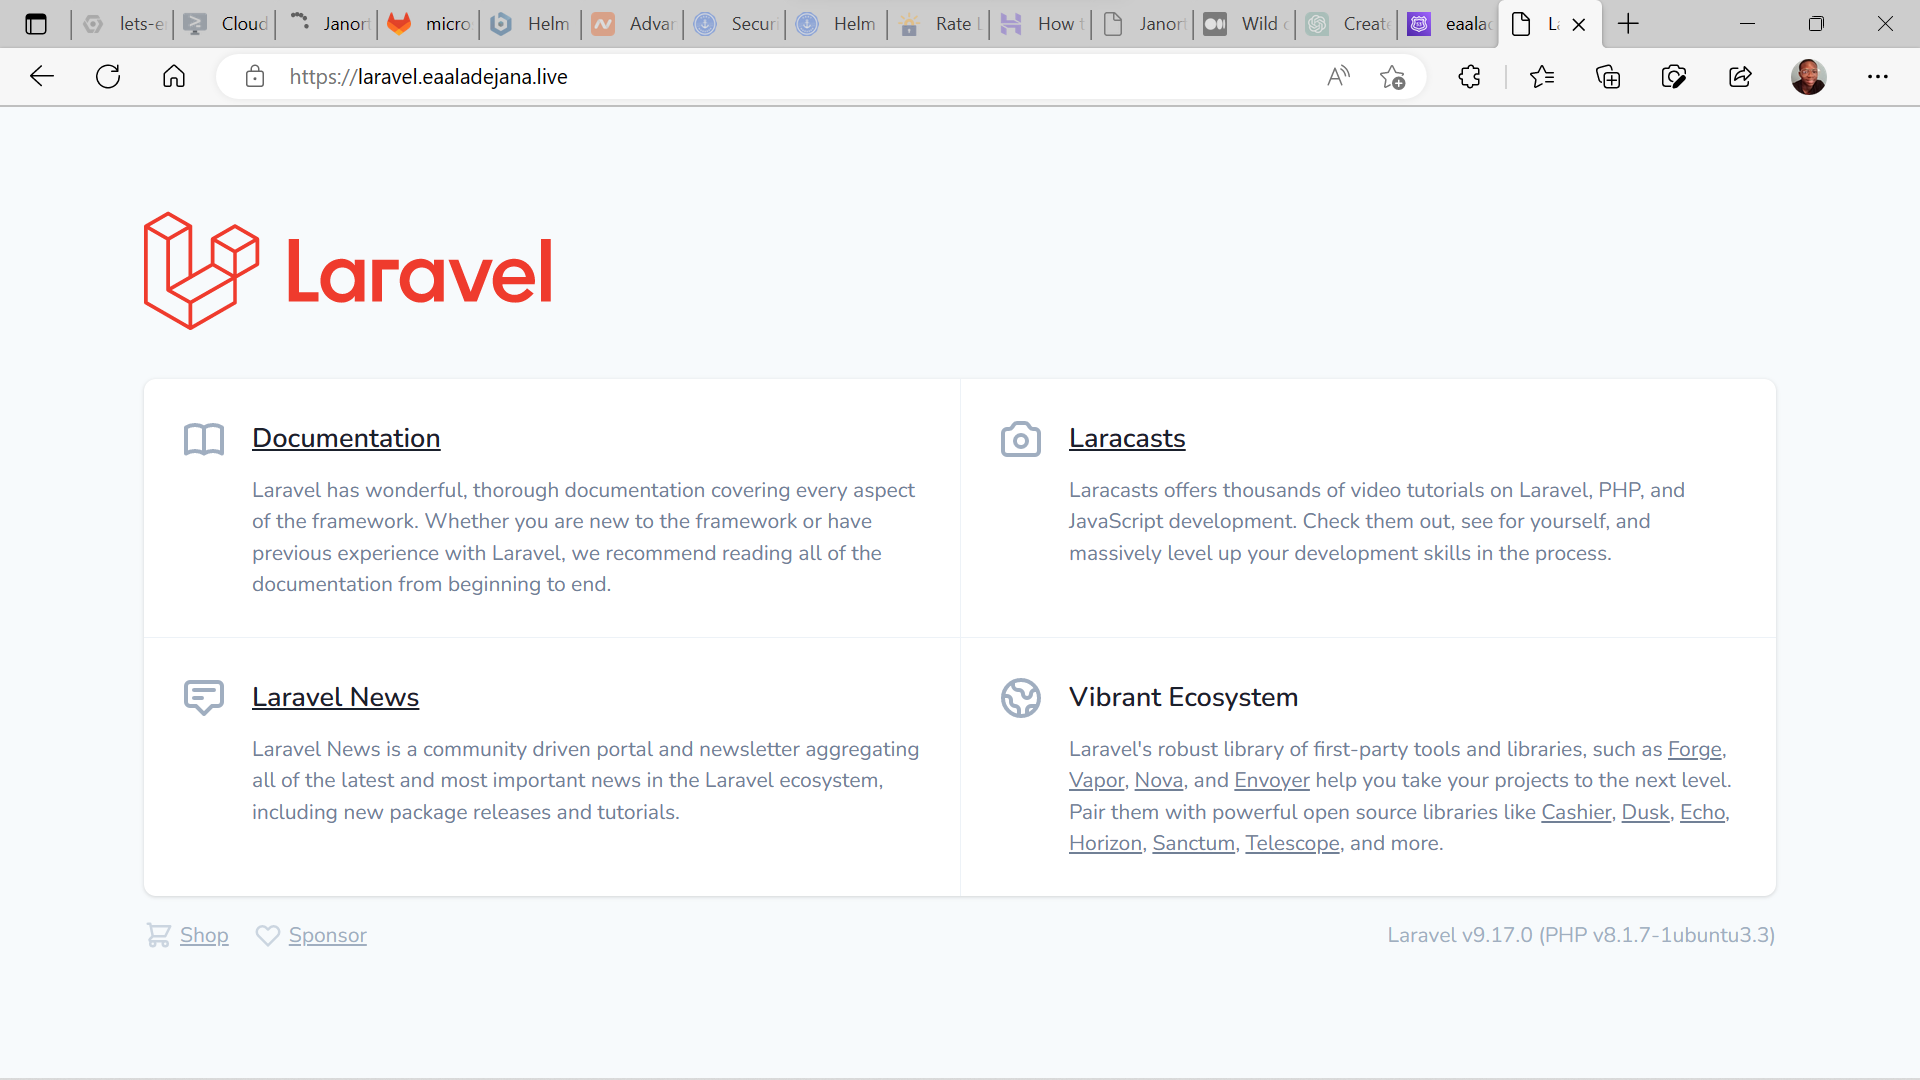 lets-e
Cloud
Janort
micro
Helm
Advar
Securi
Helm
Rate L
How t
Janort
Wild
Create
eaalad
La
https://laravel.eaaladejana.live
Laravel
Documentation
Laravel has wonderful, thorough documentation covering every aspect
of the framework. Whether you are new to the framework or have
previous experience with Laravel, we recommend reading all of the
documentation from beginning to end.
Laracasts
Laracasts offers thousands of video tutorials on Laravel, PHP, and
JavaScript development. Check them out, see for yourself, and
massively level up your development skills in the process.
Laravel News
Laravel News is a community driven portal and newsletter aggregating
all of the latest and most important news in the Laravel ecosystem,
including new package releases and tutorials.
Vibrant Ecosystem
Laravel's robust library of first-party tools and libraries, such as Forge,
Vapor, Nova, and Envoyer help you take your projects to the next level.
Pair them with powerful open source libraries like Cashier, Dusk, Echo,
Horizon, Sanctum, Telescope, and more.
Shop
Sponsor
Laravel v9.17.0 (PHP v8.1.7-1ubuntu3.3)